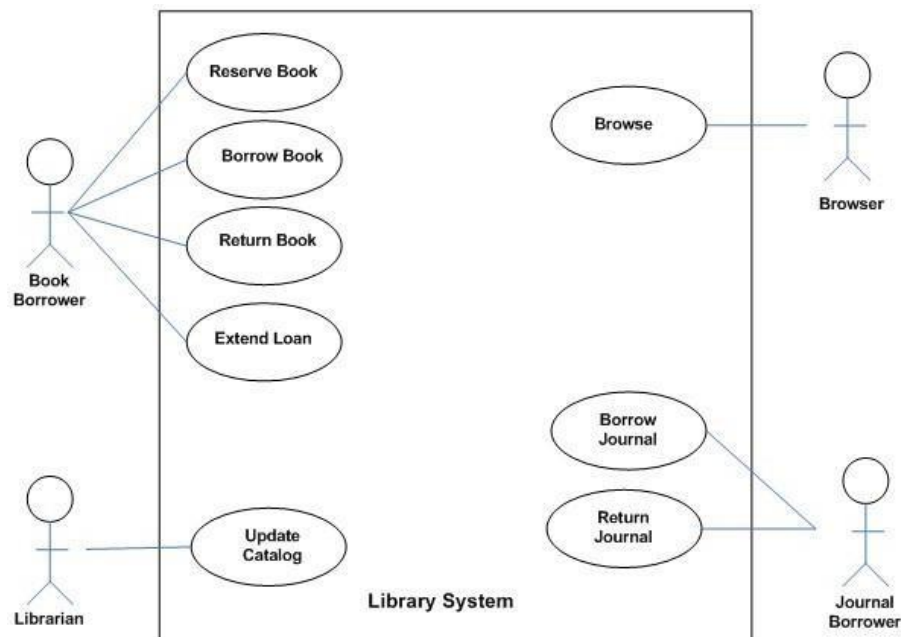 Reserve Book
Borrow Book
Return Book
Extend Loan
Book
Borrower
Browse
Browser
Update
Catalog
Librarian
Borrow
Journal
Return
Journal
Journal
Borrower
Library System